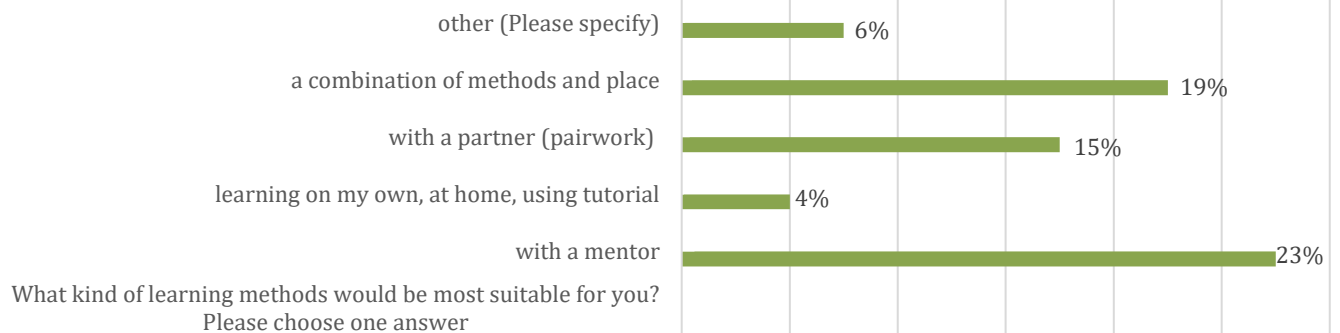 other (Please specify)
6%
a combination of methods and place
19%
with a partner (pairwork)
15%
learning on my own, at home, using tutorial
4%
with a mentor
23%
What kind of learning methods would be most suitable for you?
Please choose one answer